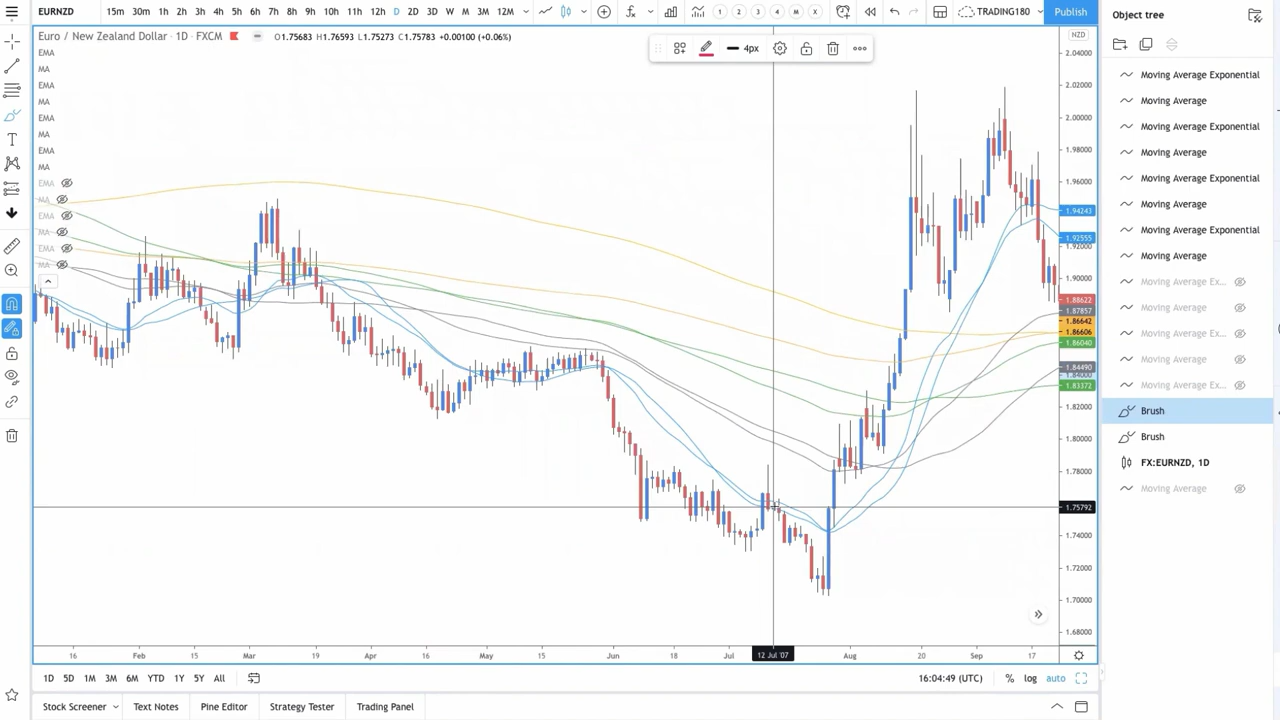 EURNZD 15m 30m 1h 2h 4h 5h 6h 7h 8h 9h 10h 11h 12h D 2D 3D W M 3M 12M 1 2 3 4 M X TRADING180 Publish
Object tree
Euro / New Zealand Dollar · 1D · FXCM O1.75683 H1.76593 L1.75273 C1.75783 +0.00100 (+0.06%)
4px
NZD
EMA
MA
EMA
MA
EMA
MA
EMA
MA
EMA
MA
EMA
MA
EMA
MA
2.04000
2.02000
2.00000
1.98000
1.96000
1.94243
1.92555
1.92000
1.90000
1.88622
1.87857
1.86642
1.86606
1.86040
1.84490
1.83372
1.82000
1.80000
1.78000
1.75792
1.74000
1.72000
1.70000
1.68000
Moving Average Exponential
Moving Average
Moving Average Exponential
Moving Average
Moving Average Exponential
Moving Average
Moving Average Exponential
Moving Average
Moving Average Ex...
Moving Average
Moving Average Ex...
Moving Average
Moving Average Ex...
Brush
Brush
FX:EURNZD, 1D
Moving Average
16 Feb 15 Mar 19 Apr 16 May 15 Jun 18 Jul 12 Jul '07 Aug 20 Sep 17
1D 5D 1M 3M 6M YTD 1Y 5Y All 16:04:49 (UTC) % log auto
Stock Screener Text Notes Pine Editor Strategy Tester Trading Panel